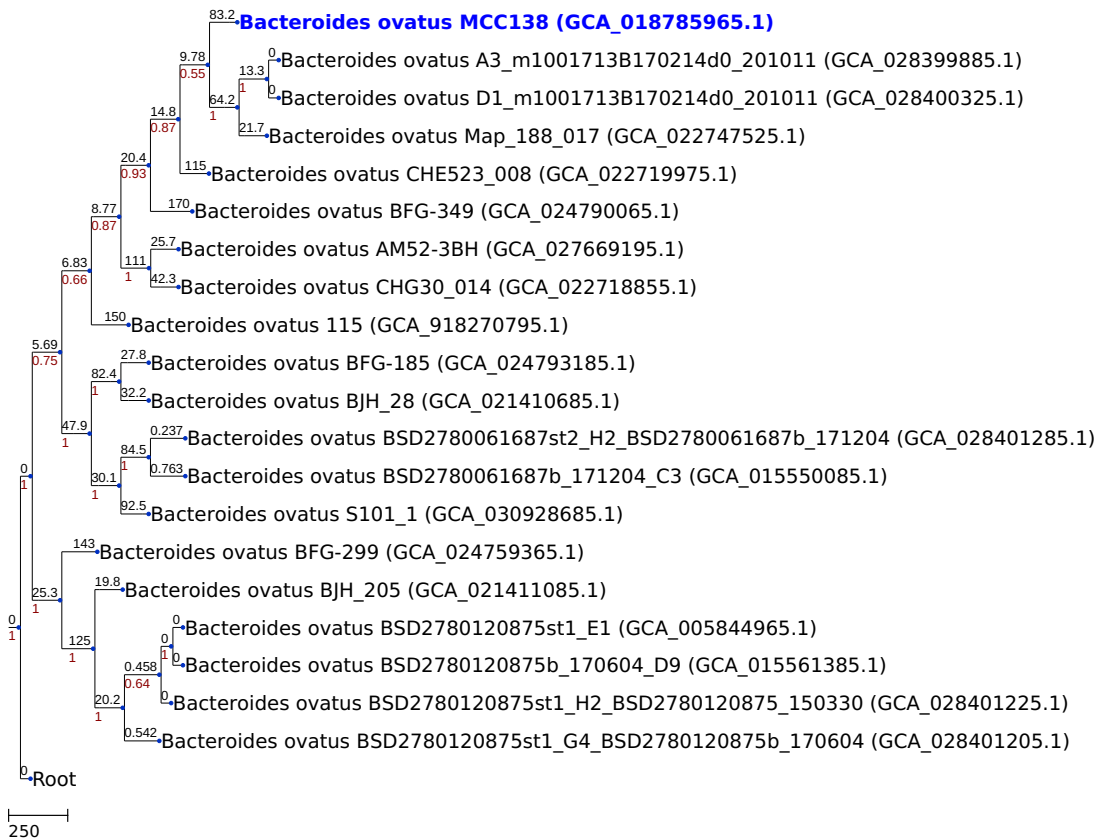 83.2 Bacteroides ovatus MCC138 (GCA_018785965.1)
9.78
0.55
0 Bacteroides ovatus A3_m1001713B170214d0_201011 (GCA_028399885.1)
13.3
1
0 Bacteroides ovatus D1_m1001713B170214d0_201011 (GCA_028400325.1)
64.2
1
14.8
0.87
21.7 Bacteroides ovatus Map_188_017 (GCA_022747525.1)
20.4
0.93
115 Bacteroides ovatus CHE523_008 (GCA_022719975.1)
8.77
0.87
170 Bacteroides ovatus BFG-349 (GCA_024790065.1)
25.7 Bacteroides ovatus AM52-3BH (GCA_027669195.1)
6.83
0.66
111
1
42.3 Bacteroides ovatus CHG30_014 (GCA_022718855.1)
150 Bacteroides ovatus 115 (GCA_918270795.1)
5.69
0.75
27.8 Bacteroides ovatus BFG-185 (GCA_024793185.1)
82.4
1
32.2 Bacteroides ovatus BJH_28 (GCA_021410685.1)
47.9
1
0.237 Bacteroides ovatus BSD2780061687st2_H2_BSD2780061687b_171204 (GCA_028401285.1)
84.5
1
0.763 Bacteroides ovatus BSD2780061687b_171204_C3 (GCA_015550085.1)
0
1
30.1
1
92.5 Bacteroides ovatus S101_1 (GCA_030928685.1)
143 Bacteroides ovatus BFG-299 (GCA_024759365.1)
25.3
1
19.8 Bacteroides ovatus BJH_205 (GCA_021411085.1)
0
1
0 Bacteroides ovatus BSD2780120875st1_E1 (GCA_005844965.1)
125
1
0
1
0 Bacteroides ovatus BSD2780120875b_170604_D9 (GCA_015561385.1)
0.458
0.64
0 Bacteroides ovatus BSD2780120875st1_H2_BSD2780120875_150330 (GCA_028401225.1)
20.2
1
0.542 Bacteroides ovatus BSD2780120875st1_G4_BSD2780120875b_170604 (GCA_028401205.1)
0 Root
250